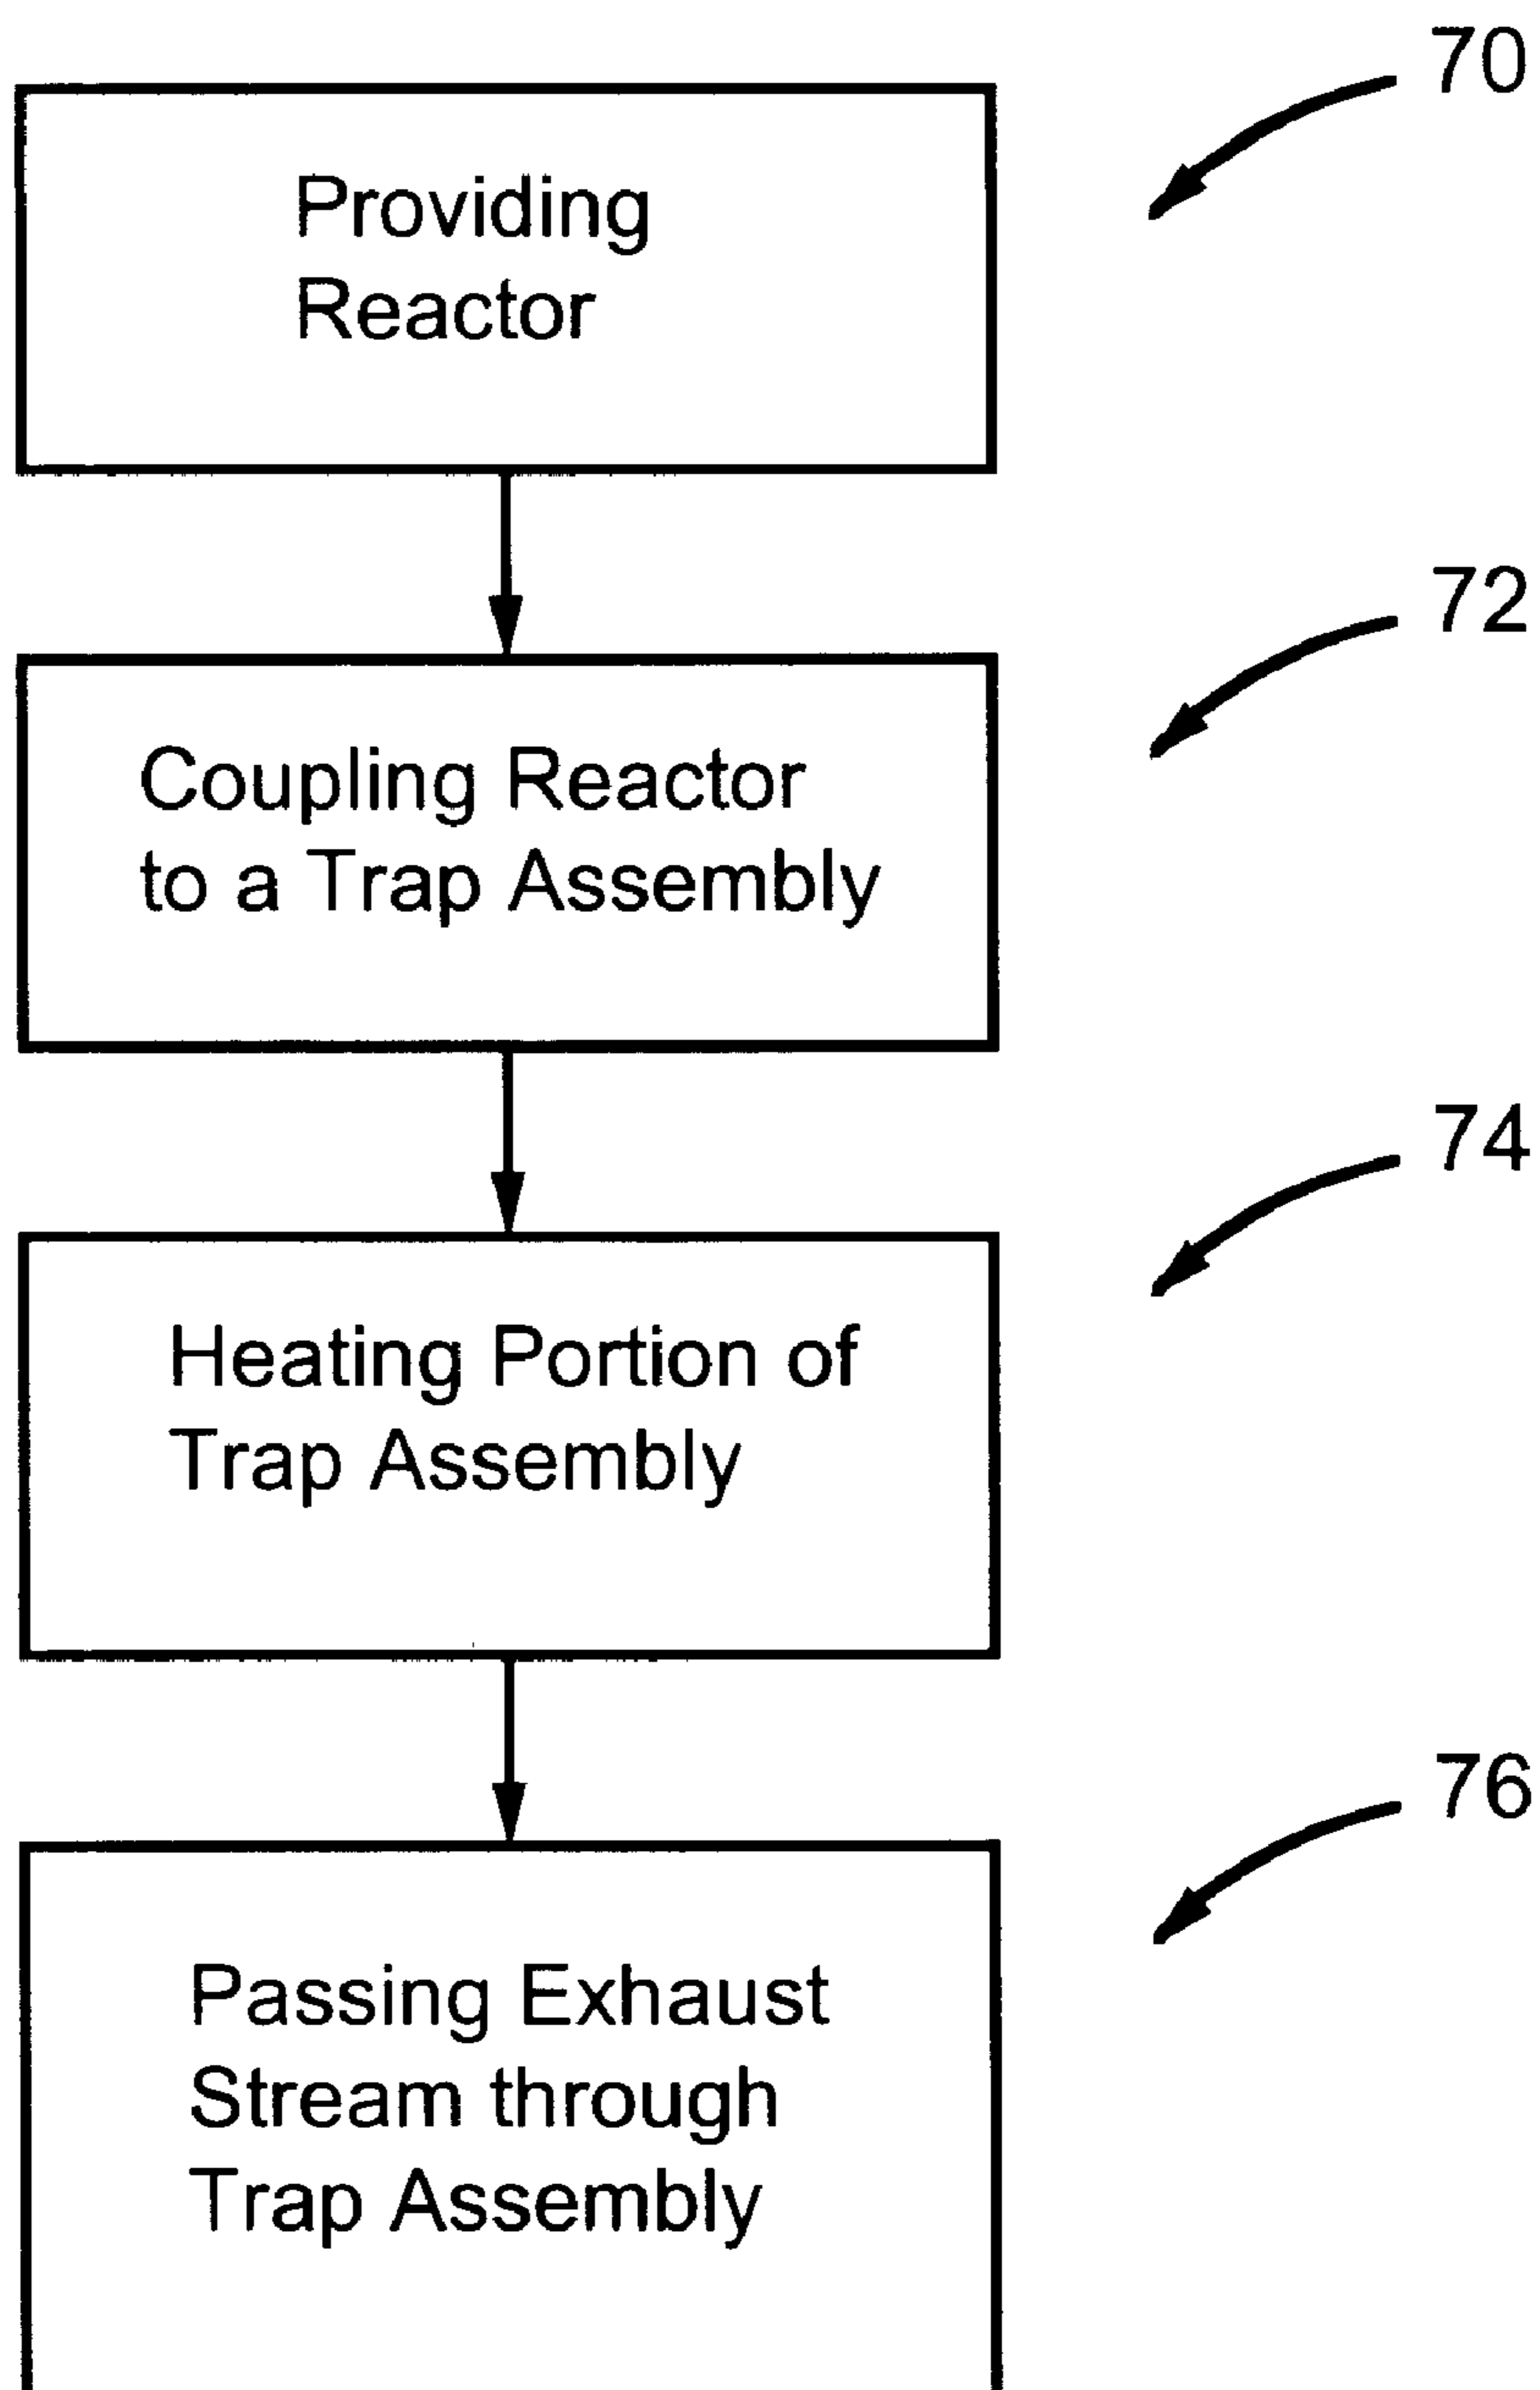 70
Providing
Reactor
72
Coupling Reactor
to a Trap Assembly
74
Heating Portion of
Trap Assembly
76
Passing Exhaust
Stream through
Trap Assembly